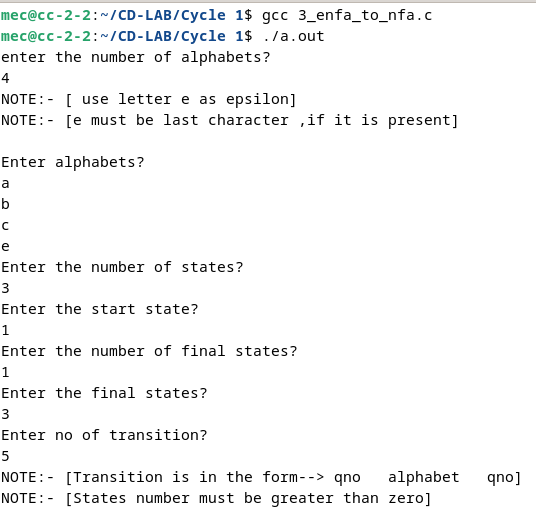 mec@cc-2-2:~/CD-LAB/Cycle 1$ gcc 3_enfa_to_nfa.c
mec@cc-2-2:~/CD-LAB/Cycle 1$ ./a.out
enter the number of alphabets?
4
NOTE:- [ use letter e as epsilon]
NOTE:- [e must be last character ,if it is present]

Enter alphabets?
a
b
c
e
Enter the number of states?
3
Enter the start state?
1
Enter the number of final states?
1
Enter the final states?
3
Enter no of transition?
5
NOTE:- [Transition is in the form--> qno   alphabet   qno]
NOTE:- [States number must be greater than zero]